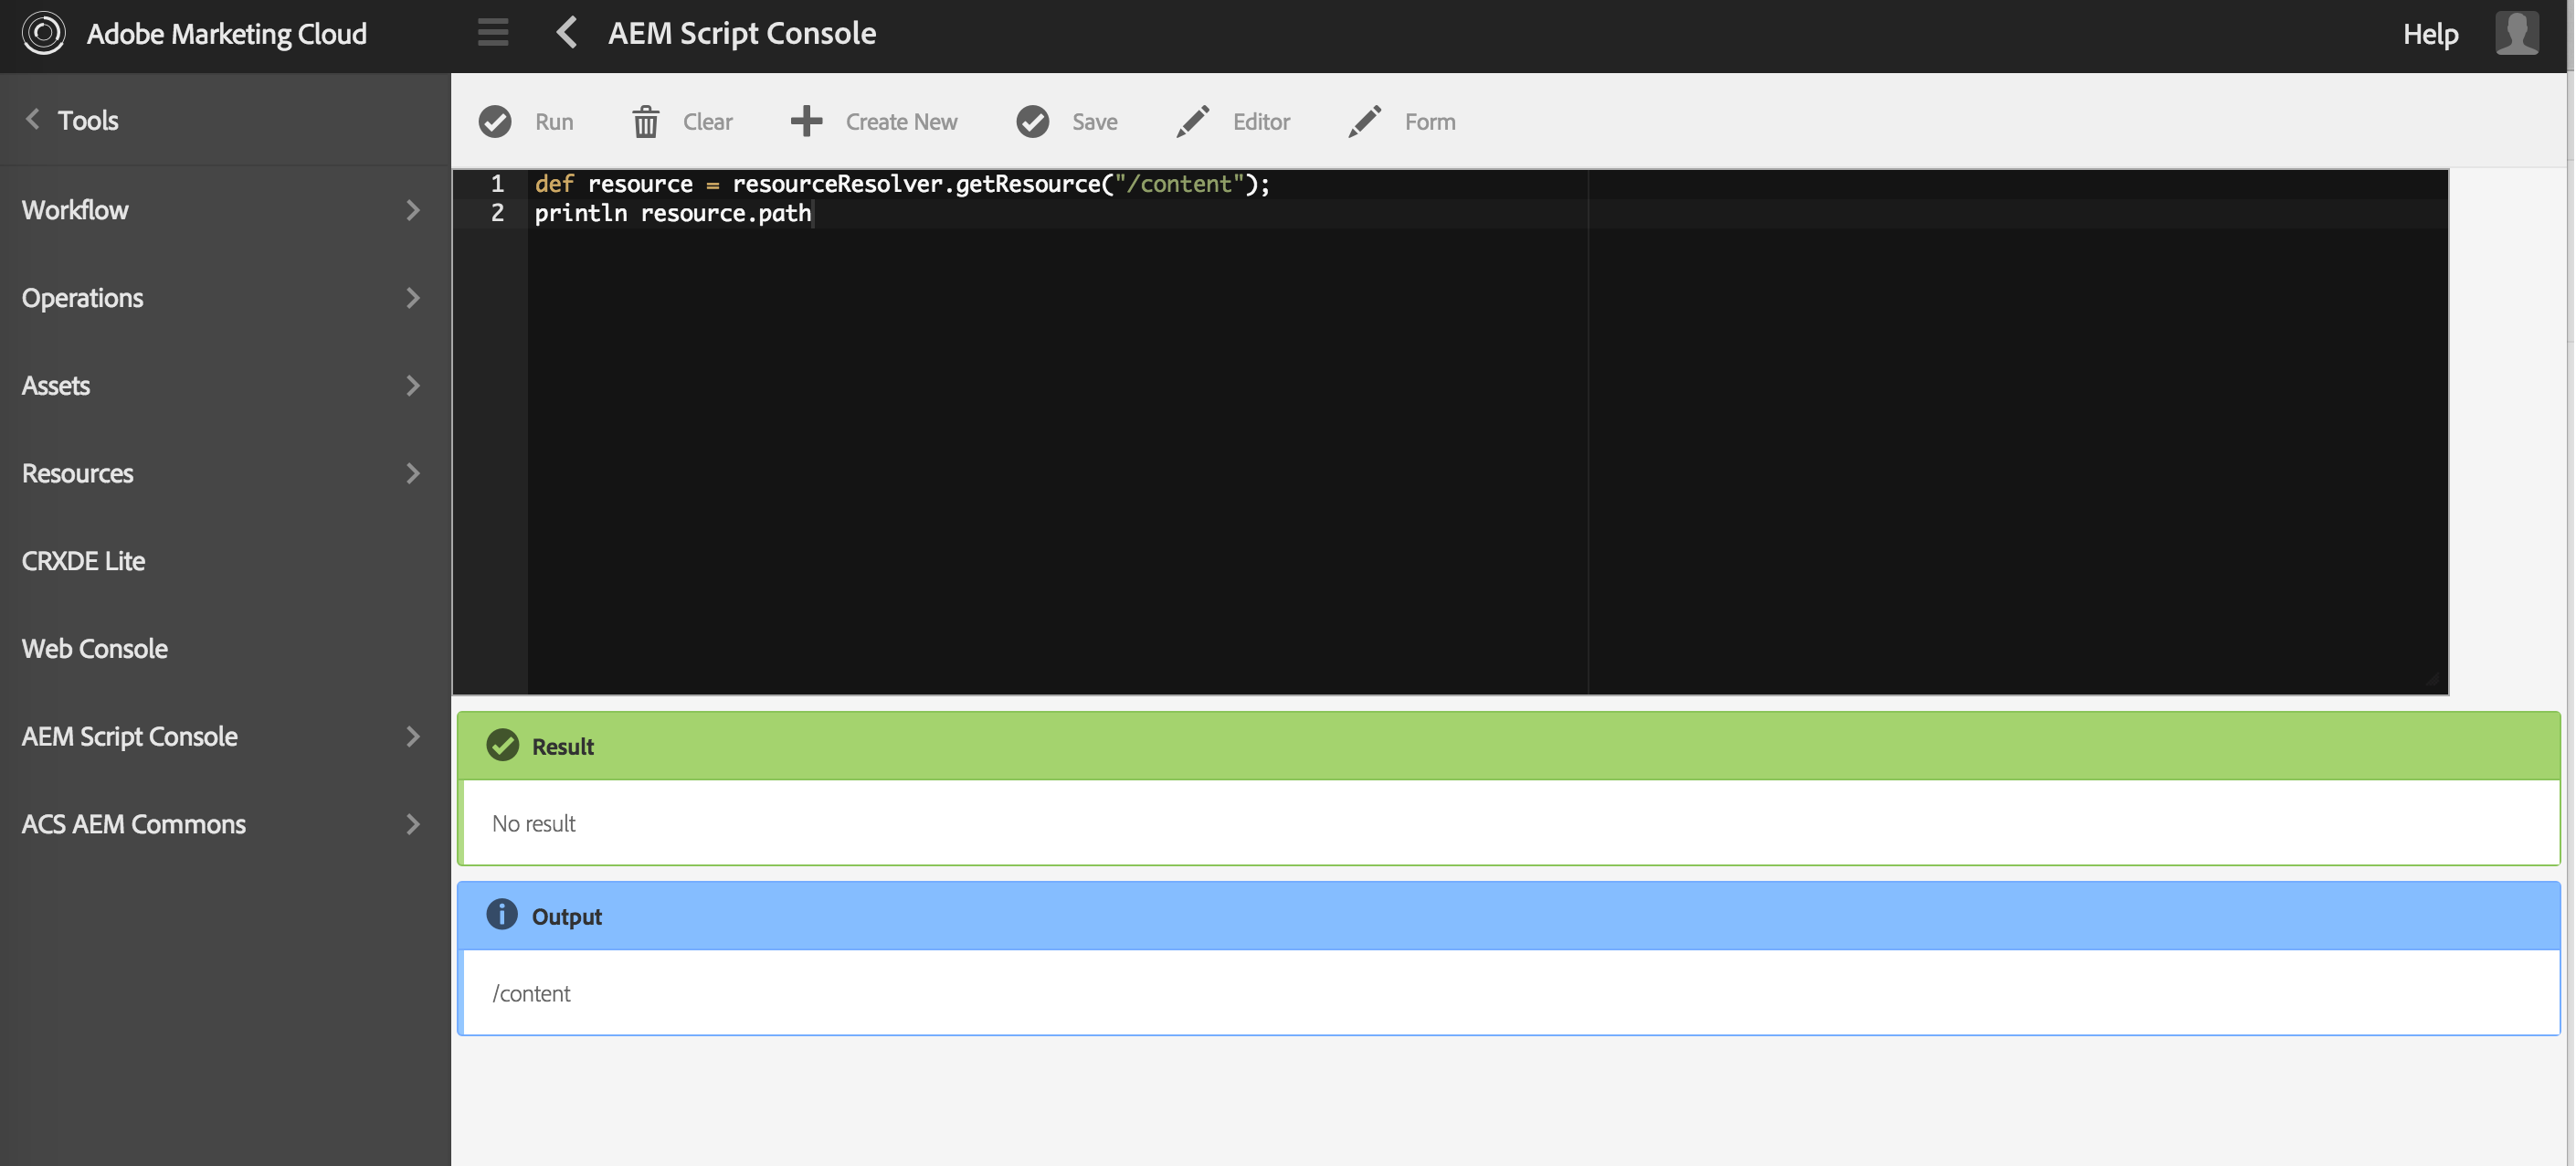 Adobe Marketing Cloud
AEM Script Console
Help
Tools
Workflow
Operations
Assets
Resources
CRXDE Lite
Web Console
AEM Script Console
ACS AEM Commons
Run
Clear
Create New
Save
Editor
Form
1 def resource = resourceResolver.getResource("/content");
2 println resource.path
Result
No result
Output
/content